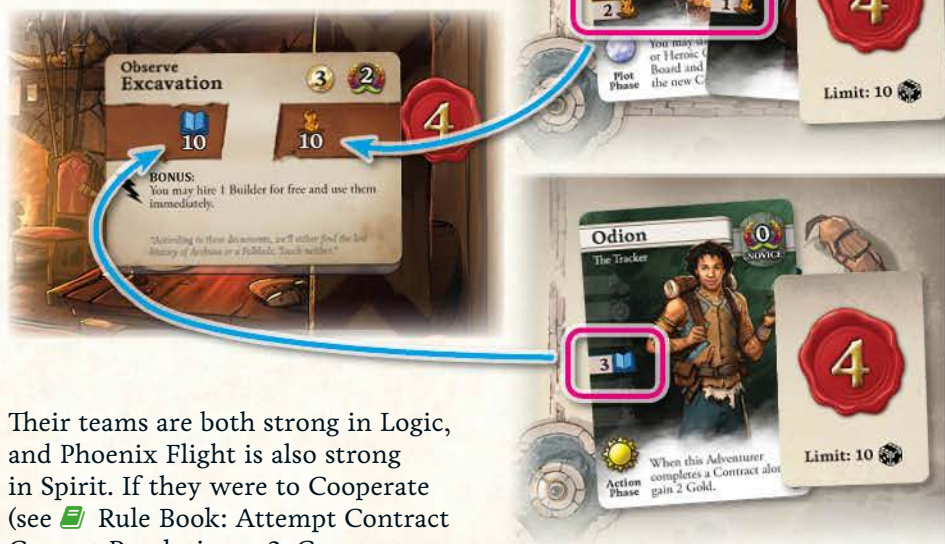 Observe
Excavation
3
2
10
10
4
BONUS:
You may hire 1 Builder for free and use them
immediately.
2
1
You may
or Heroic
Board and
the new
Plot
Phase
4
Limit: 10
Odion
The Tracker
0
NOVICE
3
Action
Phase
When this Adventurer
completes a Contract
gain 2 Gold.
4
Limit: 10
Their teams are both strong in Logic,
and Phoenix Flight is also strong
in Spirit. If they were to Cooperate
(see Rule Book: Attempt Contract